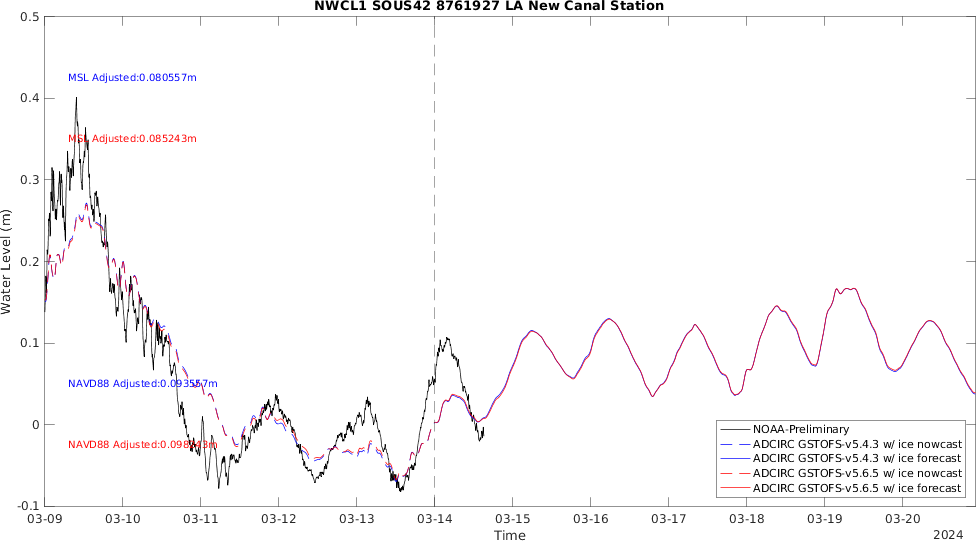 NWCL1 SOUS42 8761927 LA New Canal Station
0.5
MSL Adjusted:0.080557m
0.4
MSL Adjusted:0.085243m
0.3
0.2
Water Level (m)
0.1
NAVD88 Adjusted:0.093557m
0
NAVD88 Adjusted:0.098243m
NOAA-Preliminary
ADCIRC GSTOFS-v5.4.3 w/ ice nowcast
ADCIRC GSTOFS-v5.4.3 w/ ice forecast
ADCIRC GSTOFS-v5.6.5 w/ ice nowcast
ADCIRC GSTOFS-v5.6.5 w/ ice forecast
-0.1
03-09 03-10 03-11 03-12 03-13 03-14 03-15 03-16 03-17 03-18 03-19 03-20
Time
2024